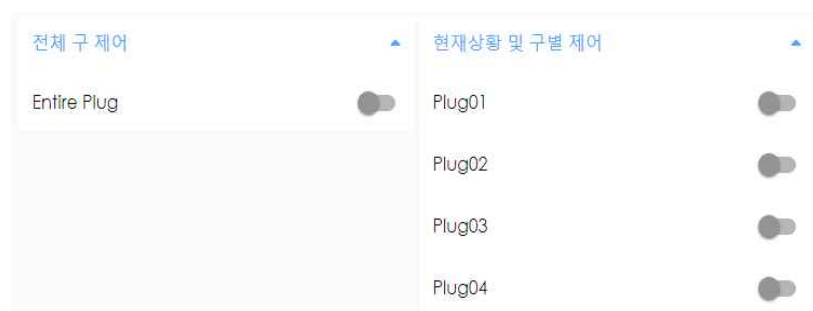 전체 구 제어
Entire Plug
현재상황 및 구별 제어
Plug01
Plug02
Plug03
Plug04